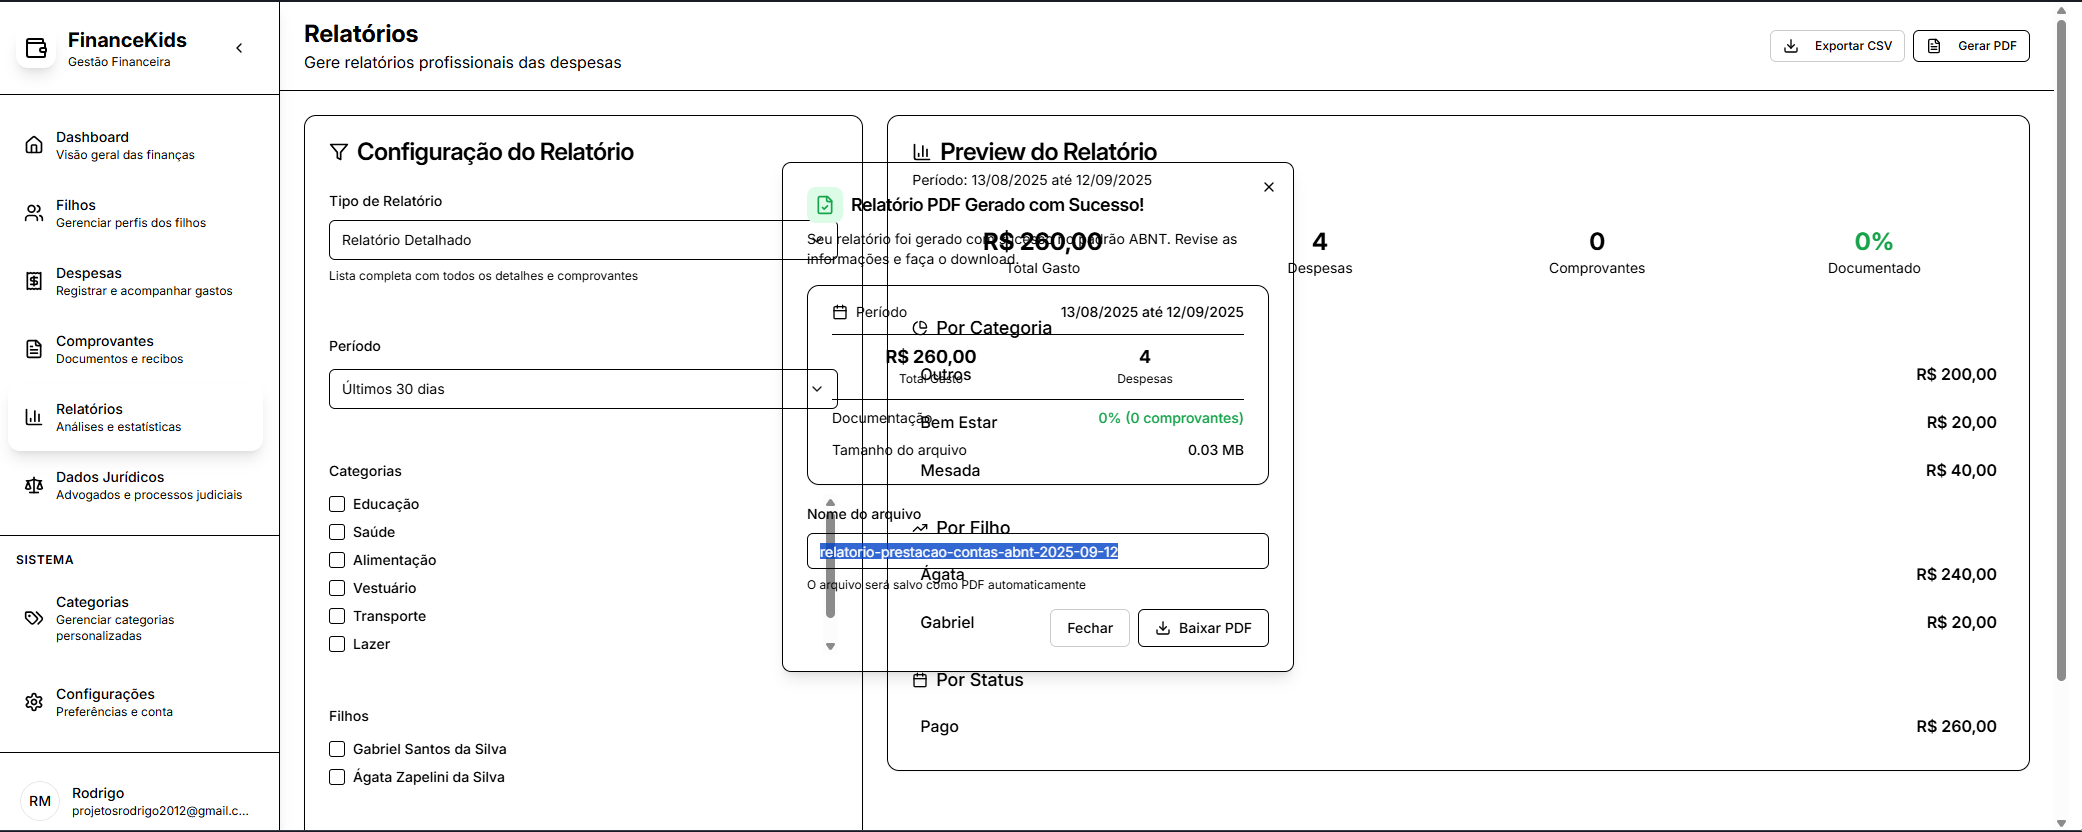 FinanceKids
Gestão Financeira
Dashboard
Visão geral das finanças
Filhos
Gerenciar perfis dos filhos
Despesas
Registrar e acompanhar gastos
Comprovantes
Documentos e recibos
Relatórios
Análises e estatísticas
Dados Jurídicos
Advogados e processos judiciais
SISTEMA
Categorias
Gerenciar categorias
personalizadas
Configurações
Preferências e conta
RM
Rodrigo
projetosrodrigo2012@gmail.c...
Relatórios
Gere relatórios profissionais das despesas
Exportar CSV
Gerar PDF
Configuração do Relatório
Tipo de Relatório
Relatório Detalhado
Lista completa com todos os detalhes e comprovantes
Período
Últimos 30 dias
Categorias
Educação
Saúde
Alimentação
Vestuário
Transporte
Lazer
Filhos
Gabriel Santos da Silva
Ágata Zapelini da Silva
Preview do Relatório
Período: 13/08/2025 até 12/09/2025
R$ 260,00
Total Gasto
4
Despesas
0
Comprovantes
0%
Documentado
Por Categoria
Outros R$ 200,00
Bem Estar R$ 20,00
Mesada R$ 40,00
Por Filho
Ágata R$ 240,00
Gabriel R$ 20,00
Por Status
Pago R$ 260,00
Relatório PDF Gerado com Sucesso!
Seu relatório foi gerado com sucesso no padrão ABNT. Revise as
informações e faça o download.
Período 13/08/2025 até 12/09/2025
R$ 260,00
Total Gasto
4
Despesas
Documentação 0% (0 comprovantes)
Tamanho do arquivo 0.03 MB
Nome do arquivo
relatorio-prestacao-contas-abnt-2025-09-12
O arquivo será salvo como PDF automaticamente
Fechar
Baixar PDF